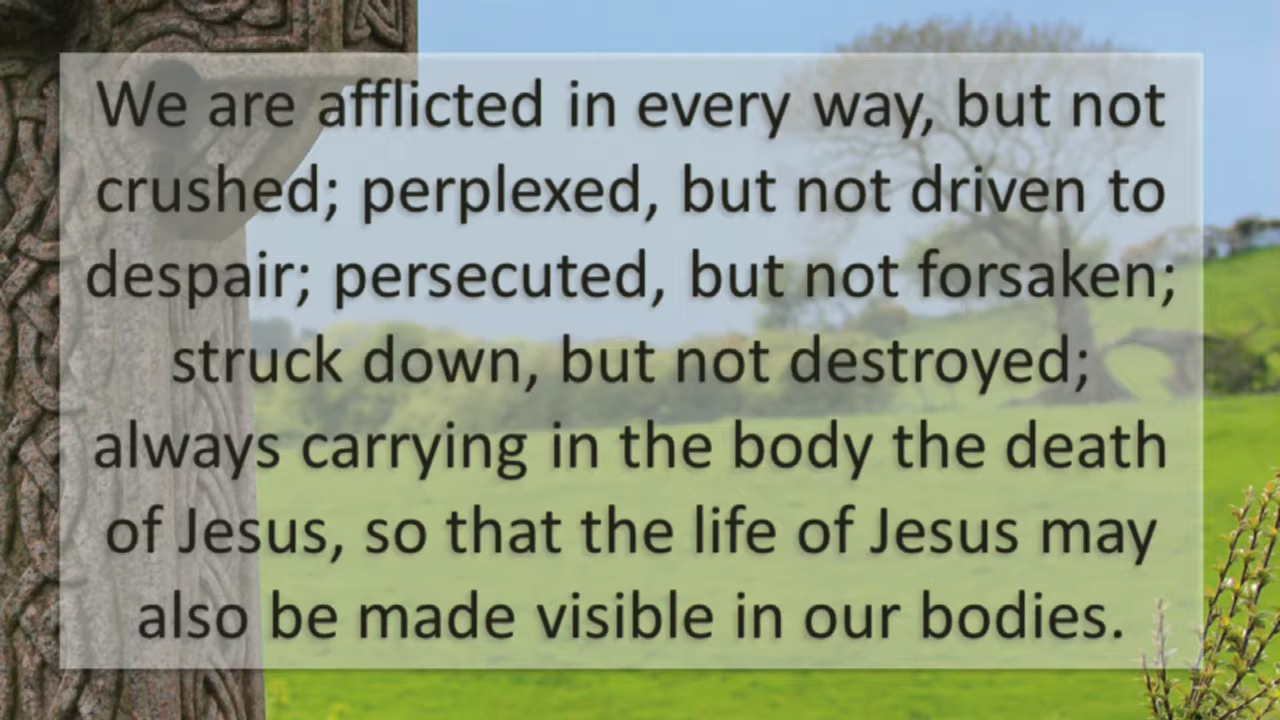 We are afflicted in every way, but not
crushed; perplexed, but not driven to
despair; persecuted, but not forsaken;
struck down, but not destroyed;
always carrying in the body the death
of Jesus, so that the life of Jesus may
also be made visible in our bodies.